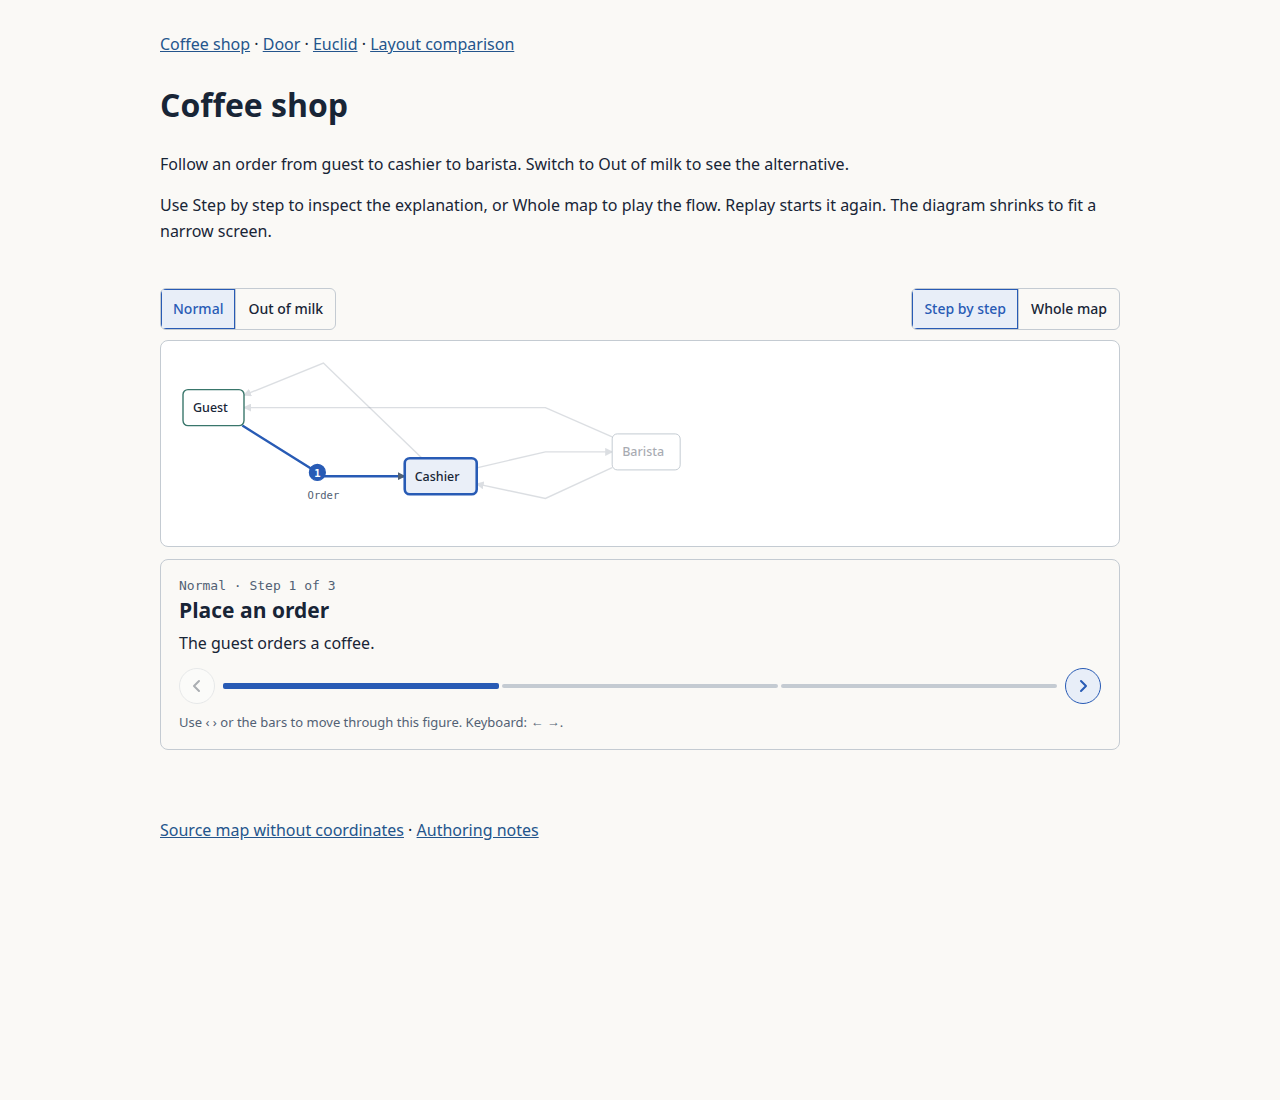 Coffee shop · Door · Euclid · Layout comparison
Coffee shop
Follow an order from guest to cashier to barista. Switch to Out of milk to see the alternative.
Use Step by step to inspect the explanation, or Whole map to play the flow. Replay starts it again. The diagram shrinks to fit a
narrow screen.
Normal Out of milk Step by step Whole map
Guest
Barista
1
Cashier
Order
Normal · Step 1 of 3
Place an order
The guest orders a coffee.
Use ‹ › or the bars to move through this figure. Keyboard: ← →.
Source map without coordinates · Authoring notes